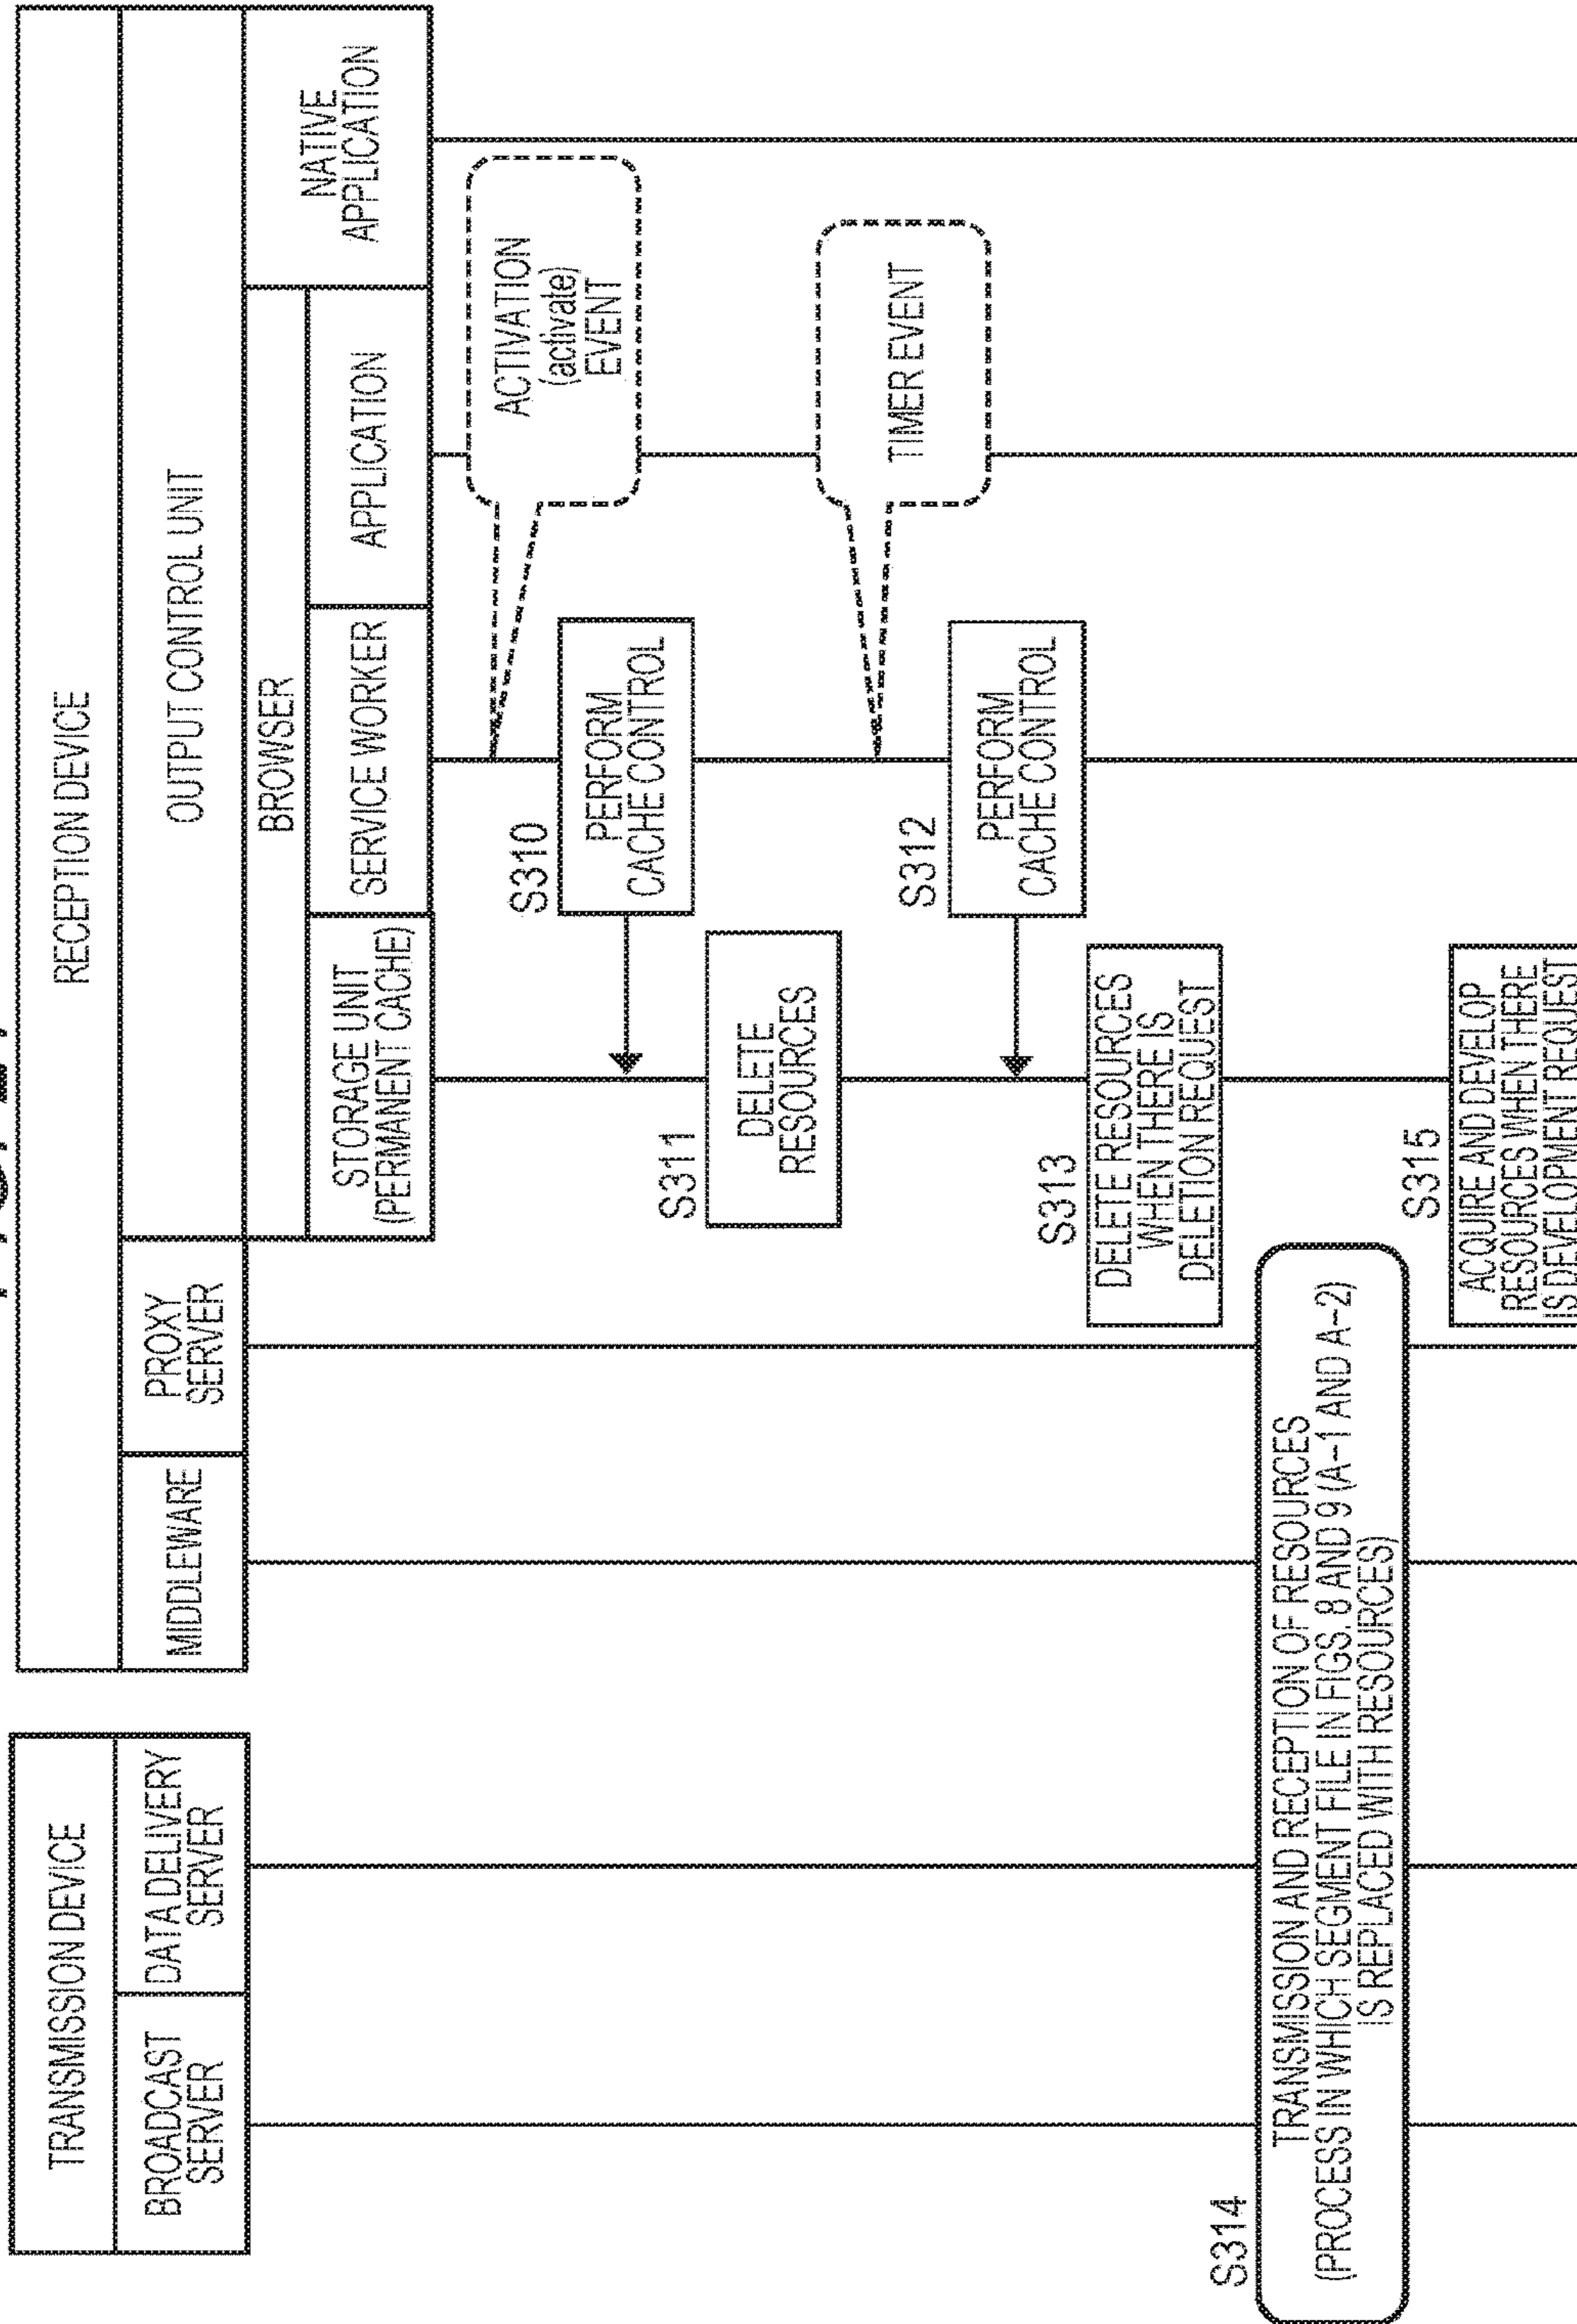 TRANSMISSION DEVICE
BROADCAST
SERVER
DATA DELIVERY
SERVER
RECEPTION DEVICE
MIDDLEWARE
PROXY
SERVER
OUTPUT CONTROL UNIT
BROWSER
STORAGE UNIT
(PERMANENT CACHE)
SERVICE WORKER
APPLICATION
NATIVE
APPLICATION
ACTIVATION
(activate)
EVENT
S310
PERFORM
CACHE CONTROL
S311
DELETE
RESOURCES
TIMER EVENT
S312
PERFORM
CACHE CONTROL
S313
DELETE RESOURCES
WHEN THERE IS
DELETION REQUEST
S314
TRANSMISSION AND RECEPTION OF RESOURCES
(PROCESS IN WHICH SEGMENT FILE IN FIGS. 8 AND 9 (A-1 AND A-2)
IS REPLACED WITH RESOURCES)
S315
ACQUIRE AND DEVELOP
RESOURCES WHEN THERE
IS DEVELOPMENT REQUEST